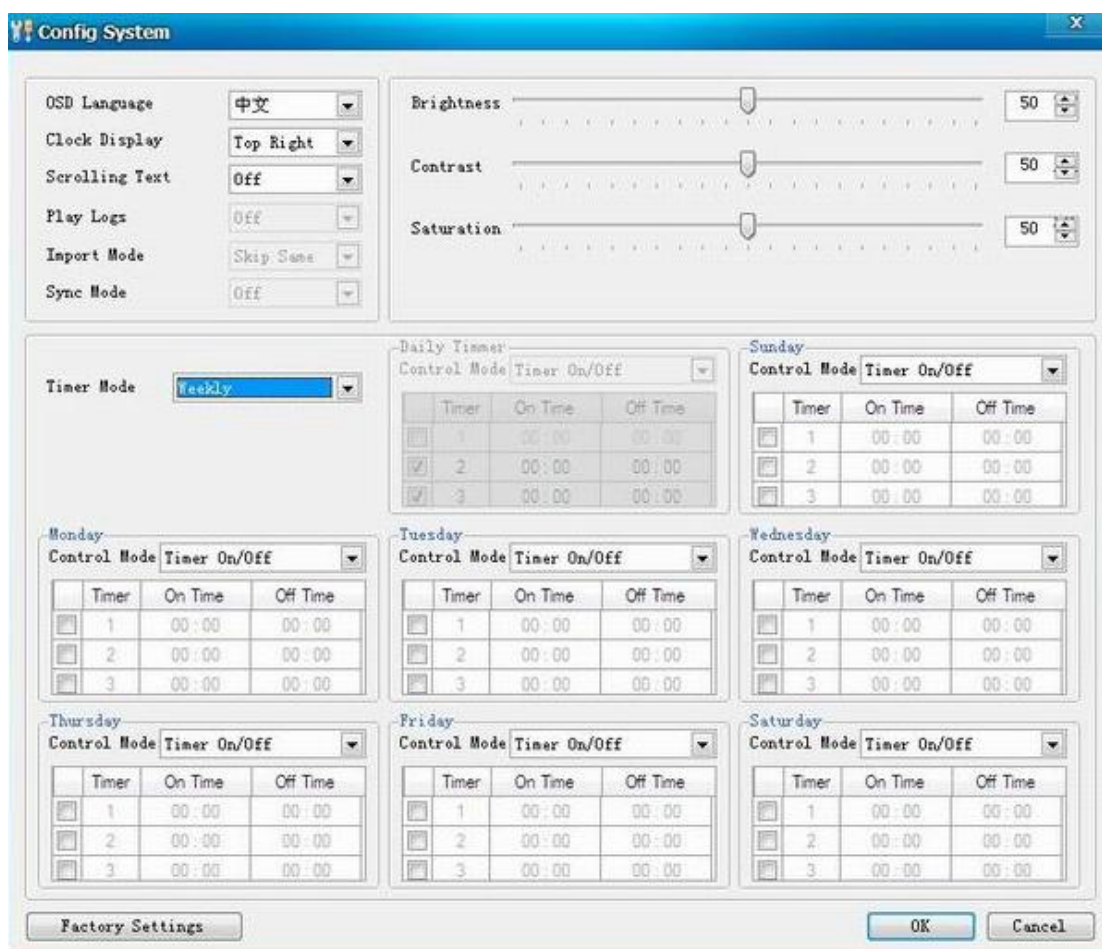 Config System
OSD Language 中文
Clock Display Top Right
Scrolling Text Off
Play Logs Off
Import Mode Skip Same
Sync Mode Off
Brightness 50
Contrast 50
Saturation 50
Timer Mode Weekly
Daily Timmer
Control Mode Timer On/Off
Timer On Time Off Time
1 00:00 00:00
2 00:00 00:00
3 00:00 00:00
Sunday
Control Mode Timer On/Off
Timer On Time Off Time
1 00:00 00:00
2 00:00 00:00
3 00:00 00:00
Monday
Control Mode Timer On/Off
Timer On Time Off Time
1 00:00 00:00
2 00:00 00:00
3 00:00 00:00
Tuesday
Control Mode Timer On/Off
Timer On Time Off Time
1 00:00 00:00
2 00:00 00:00
3 00:00 00:00
Wednesday
Control Mode Timer On/Off
Timer On Time Off Time
1 00:00 00:00
2 00:00 00:00
3 00:00 00:00
Thursday
Control Mode Timer On/Off
Timer On Time Off Time
1 00:00 00:00
2 00:00 00:00
3 00:00 00:00
Friday
Control Mode Timer On/Off
Timer On Time Off Time
1 00:00 00:00
2 00:00 00:00
3 00:00 00:00
Saturday
Control Mode Timer On/Off
Timer On Time Off Time
1 00:00 00:00
2 00:00 00:00
3 00:00 00:00
Factory Settings OK Cancel